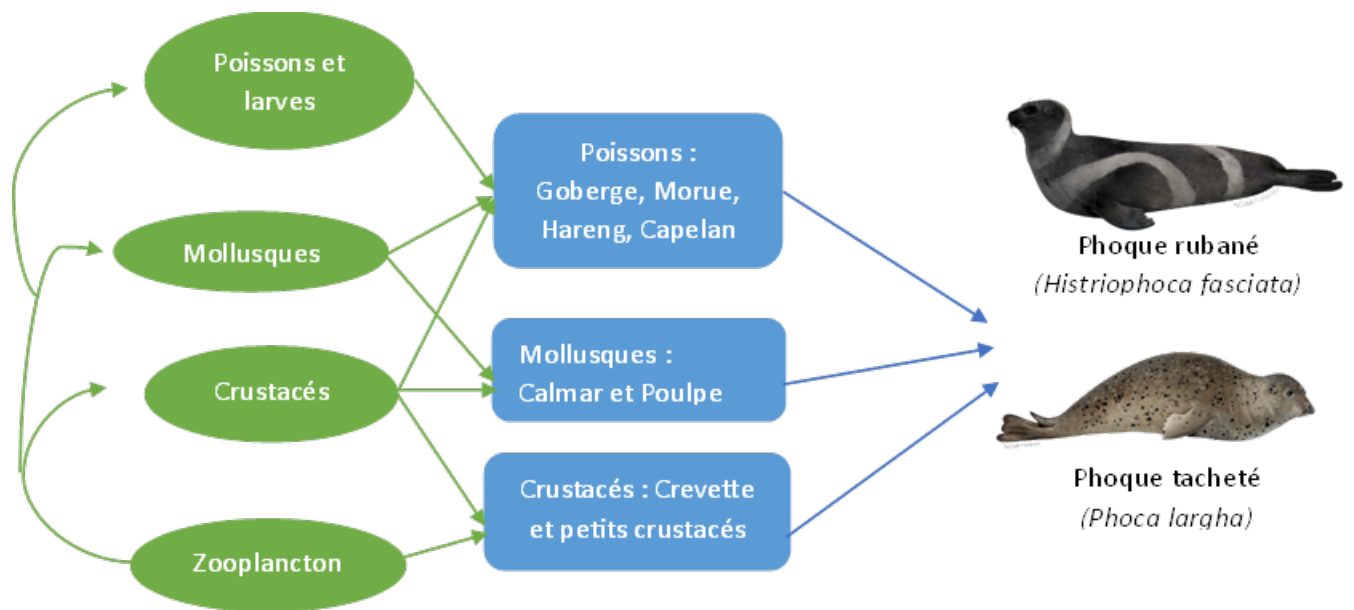 Poissons et
larves
Mollusques
Crustacés
Zooplancton
Poissons :
Goberge, Morue,
Hareng, Capelan
Mollusques :
Calmar et Poulpe
Crustacés : Crevette
et petits crustacés
Phoque rubané
(Histriophoca fasciata)
Phoque tacheté
(Phoca largha)